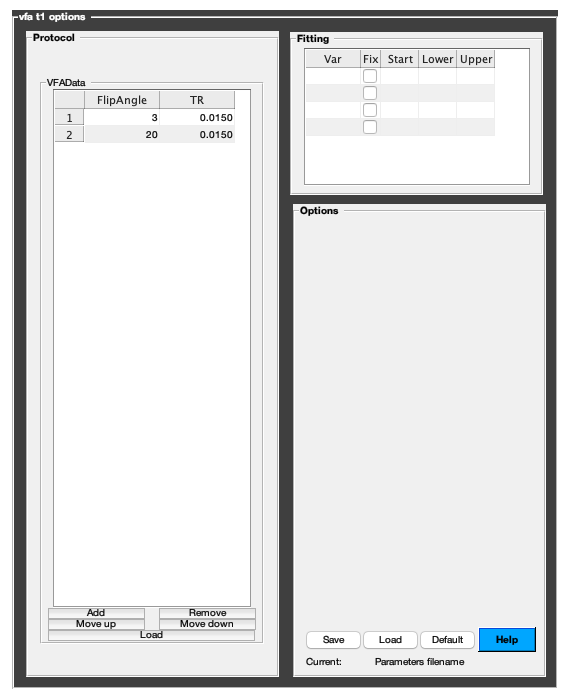 vfa t1 options
Protocol
VFAData
FlipAngle TR
1 3 0.0150
2 20 0.0150
Add Remove
Move up Move down
Load
Fitting
Var Fix Start Lower Upper
Options
Save Load Default Help
Current: Parameters filename